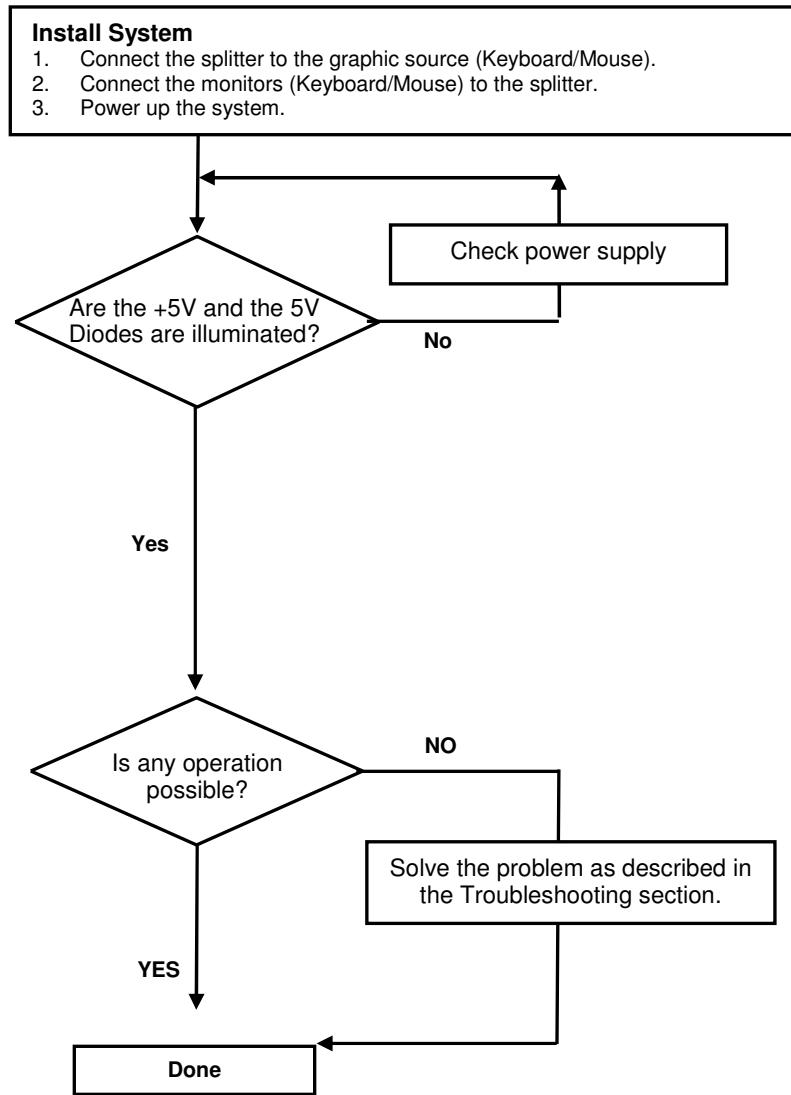 Install System
1. Connect the splitter to the graphic source (Keyboard/Mouse).
2. Connect the monitors (Keyboard/Mouse) to the splitter.
3. Power up the system.
Check power supply
Are the +5V and the 5V
Diodes are illuminated?
No
Yes
Is any operation
possible?
NO
Solve the problem as described in
the Troubleshooting section.
YES
Done